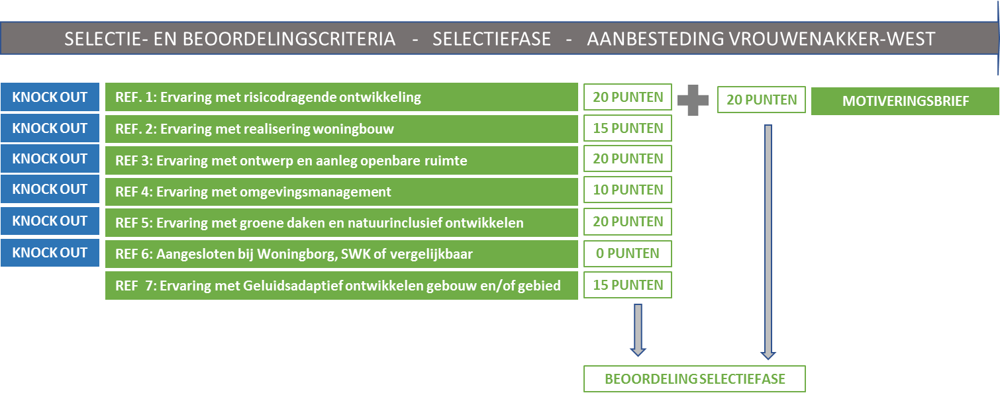 SELECTIE- EN BEOORDELINGSCRITERIA - SELECTIEFASE - AANBESTEDING VROUWENAKKER-WEST
KNOCK OUT REF. 1: Ervaring met risicodragende ontwikkeling 20 PUNTEN 20 PUNTEN MOTIVERINGSBRIEF
KNOCK OUT REF. 2: Ervaring met realisering woningbouw 15 PUNTEN
KNOCK OUT REF 3: Ervaring met ontwerp en aanleg openbare ruimte 20 PUNTEN
KNOCK OUT REF 4: Ervaring met omgevingsmanagement 10 PUNTEN
KNOCK OUT REF 5: Ervaring met groene daken en natuurinclusief ontwikkelen 20 PUNTEN
KNOCK OUT REF 6: Aangesloten bij Woningborg, SWK of vergelijkbaar 0 PUNTEN
REF 7: Ervaring met Geluidsadaptief ontwikkelen gebouw en/of gebied 15 PUNTEN
BEOORDELING SELECTIEFASE